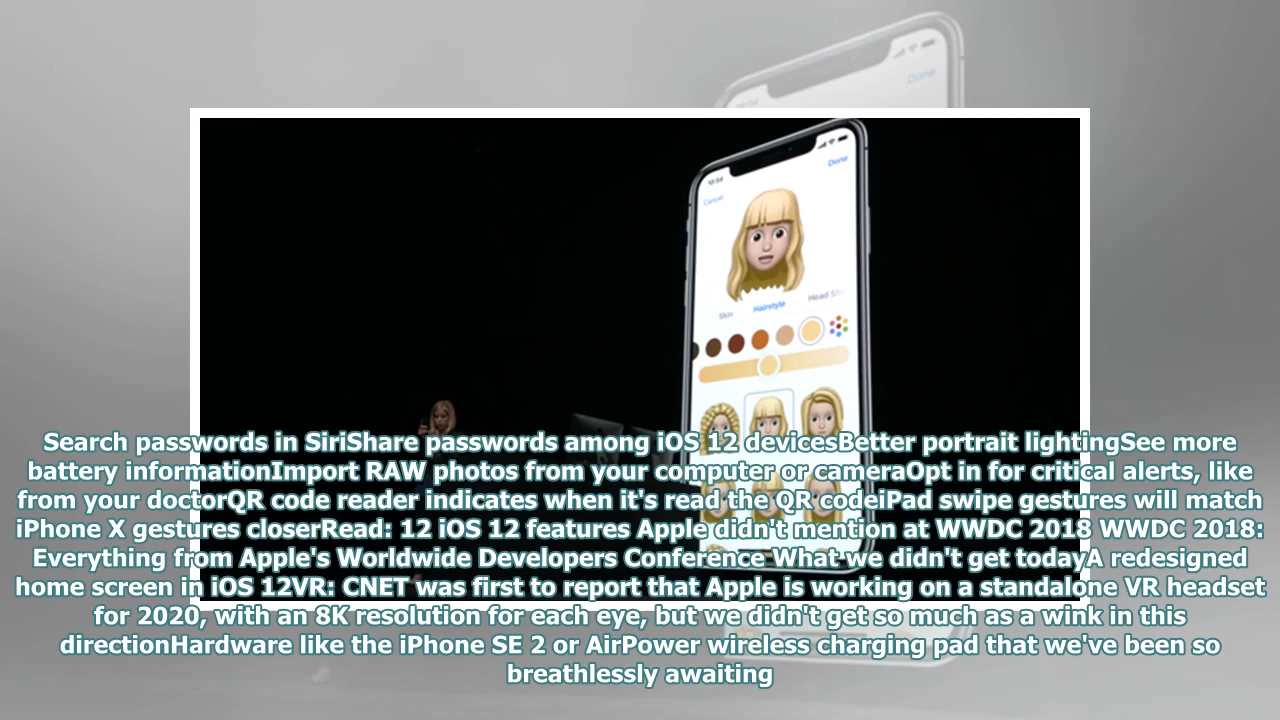 Done
10:54
Done
Cancel
Skin
Hairstyle
Head
Search passwords in SiriShare passwords among iOS 12 devicesBetter portrait lightingSee more
battery informationImport RAW photos from your computer or cameraOpt in for critical alerts, like
from your doctorQR code reader indicates when it's read the QR codeiPad swipe gestures will match
iPhone X gestures closerRead: 12 iOS 12 features Apple didn't mention at WWDC 2018 WWDC 2018:
Everything from Apple's Worldwide Developers Conference What we didn't get todayA redesigned
home screen in iOS 12VR: CNET was first to report that Apple is working on a standalone VR headset
for 2020, with an 8K resolution for each eye, but we didn't get so much as a wink in this
directionHardware like the iPhone SE 2 or AirPower wireless charging pad that we've been so
breathlessly awaiting